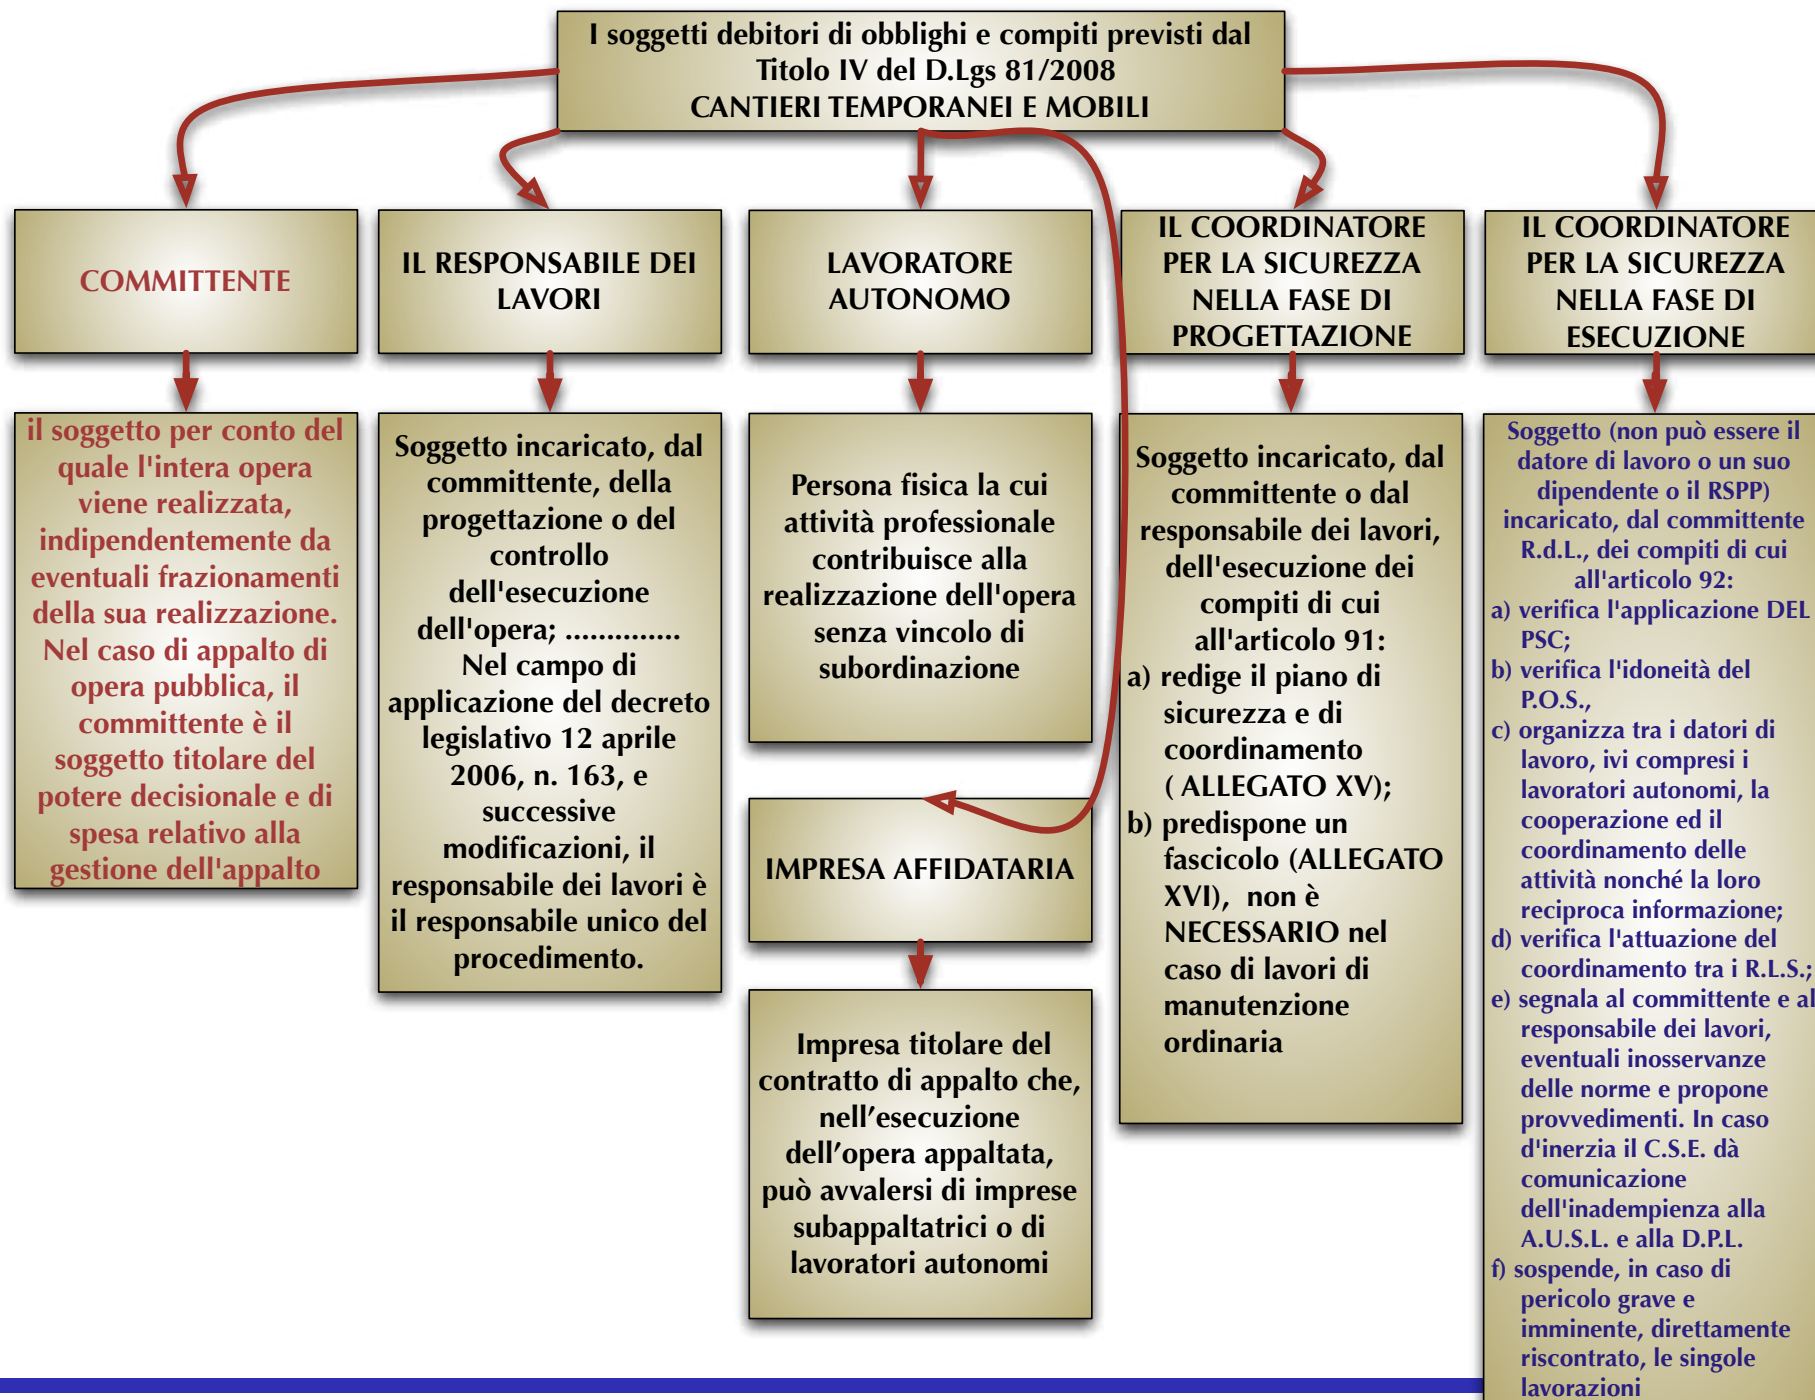 I soggetti debitori di obblighi e compiti previsti dal
Titolo IV del D.Lgs 81/2008
CANTIERI TEMPORANEI E MOBILI
COMMITTENTE
il soggetto per conto del
quale l'intera opera
viene realizzata,
indipendentemente da
eventuali frazionamenti
della sua realizzazione.
Nel caso di appalto di
opera pubblica, il
committente è il
soggetto titolare del
potere decisionale e di
spesa relativo alla
gestione dell'appalto
IL RESPONSABILE DEI
LAVORI
Soggetto incaricato, dal
committente, della
progettazione o del
controllo
dell'esecuzione
dell'opera; ..............
Nel campo di
applicazione del decreto
legislativo 12 aprile
2006, n. 163, e
successive
modificazioni, il
responsabile dei lavori è
il responsabile unico del
procedimento.
LAVORATORE
AUTONOMO
Persona fisica la cui
attività professionale
contribuisce alla
realizzazione dell'opera
senza vincolo di
subordinazione
IMPRESA AFFIDATARIA
Impresa titolare del
contratto di appalto che,
nell’esecuzione
dell’opera appaltata,
può avvalersi di imprese
subappaltatrici o di
lavoratori autonomi
IL COORDINATORE
PER LA SICUREZZA
NELLA FASE DI
PROGETTAZIONE
Soggetto incaricato, dal
committente o dal
responsabile dei lavori,
dell'esecuzione dei
compiti di cui
all'articolo 91:
a) redige il piano di
sicurezza e di
coordinamento
( ALLEGATO XV);
b) predispone un
fascicolo (ALLEGATO
XVI), non è
NECESSARIO nel
caso di lavori di
manutenzione
ordinaria
IL COORDINATORE
PER LA SICUREZZA
NELLA FASE DI
ESECUZIONE
Soggetto (non può essere il
datore di lavoro o un suo
dipendente o il RSPP)
incaricato, dal committente
R.d.L., dei compiti di cui
all'articolo 92:
a) verifica l'applicazione DEL
PSC;
b) verifica l'idoneità del
P.O.S.,
c) organizza tra i datori di
lavoro, ivi compresi i
lavoratori autonomi, la
cooperazione ed il
coordinamento delle
attività nonché la loro
reciproca informazione;
d) verifica l'attuazione del
coordinamento tra i R.L.S.;
e) segnala al committente e al
responsabile dei lavori,
eventuali inosservanze
delle norme e propone
provvedimenti. In caso
d'inerzia il C.S.E. dà
comunicazione
dell'inadempienza alla
A.U.S.L. e alla D.P.L.
f) sospende, in caso di
pericolo grave e
imminente, direttamente
riscontrato, le singole
lavorazioni